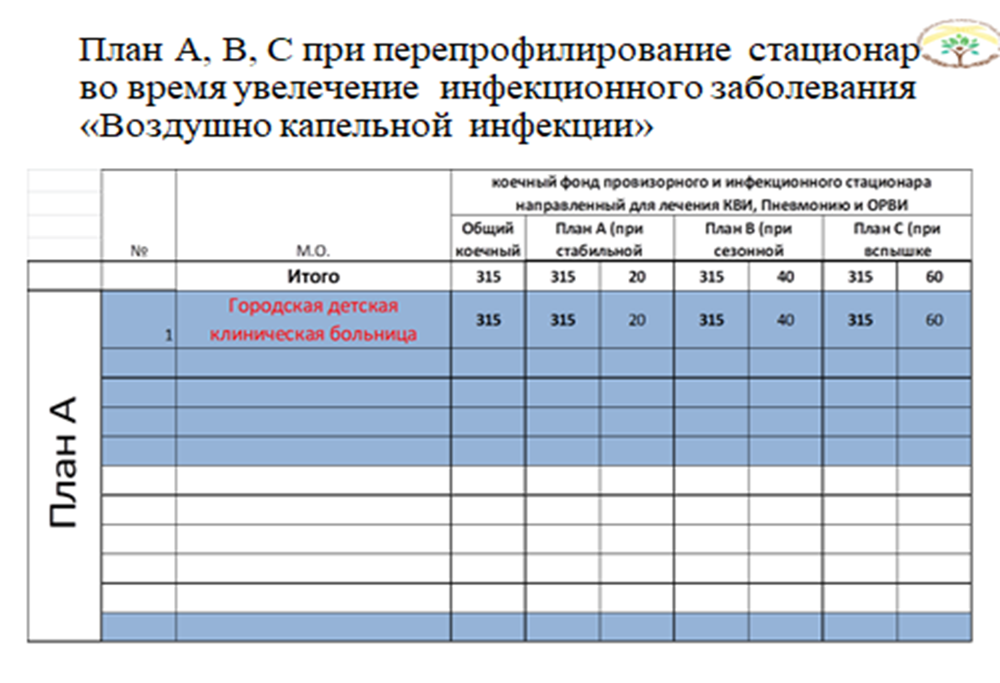 План А, В, С при перепрофилирование стационар
во время увелечение инфекционного заболевания
«Воздушно капельной инфекции»
коечный фонд провизорного и инфекционного стационара
направленный для лечения КВИ, Пневмонию и ОРВИ
№ М.О. Общий коечный План А (при стабильной План В (при сезонной План С (при вспышке
Итого 315 315 20 315 40 315 60
План А
1 Городская детская клиническая больница 315 315 20 315 40 315 60